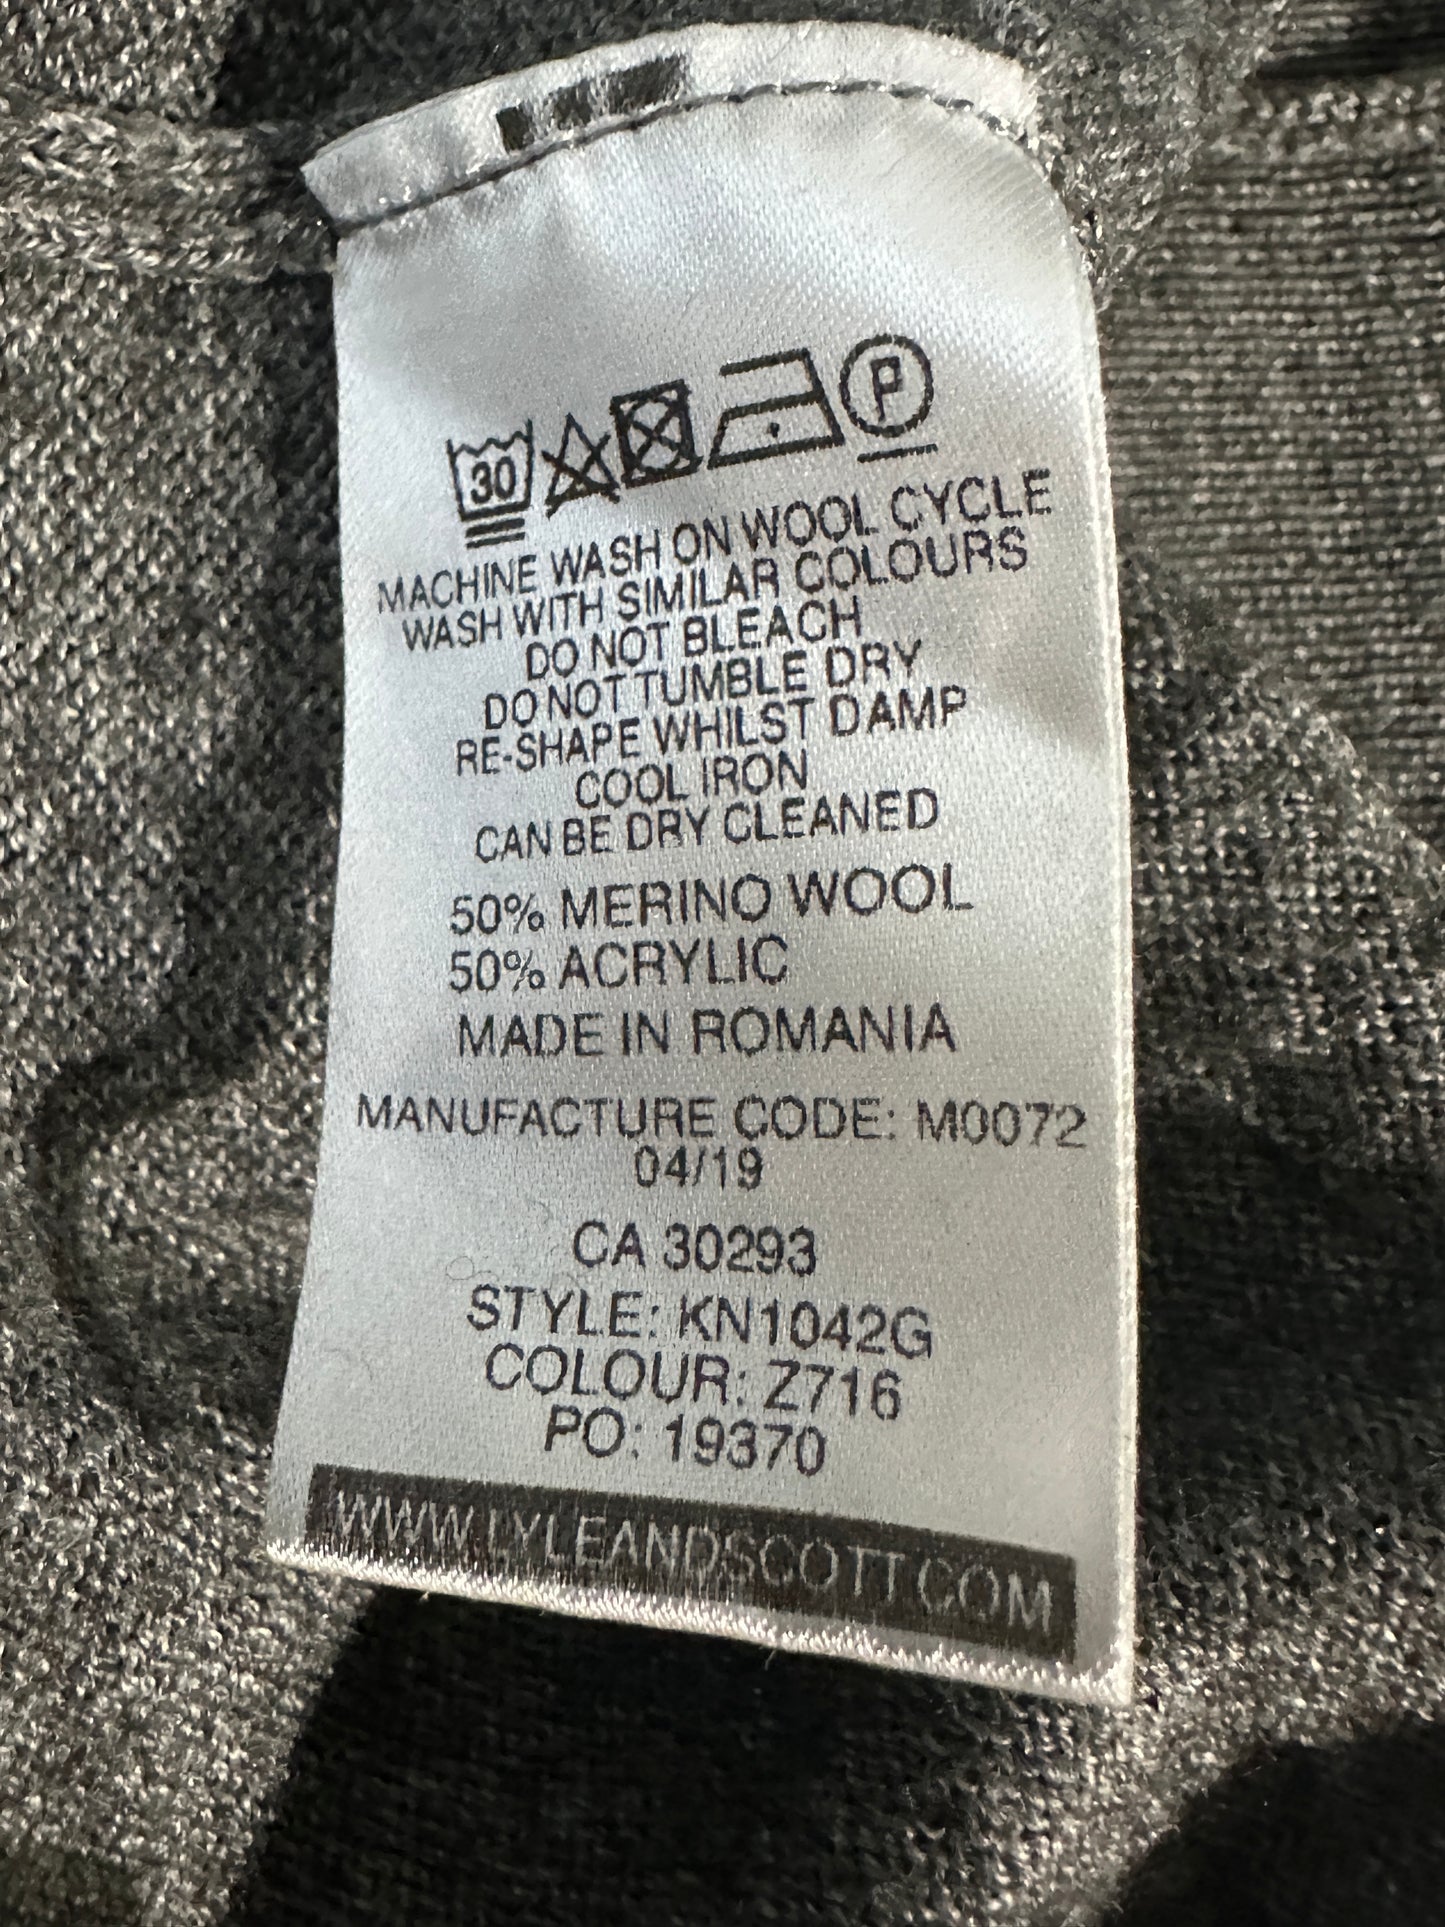 30
P
MACHINE WASH ON WOOL CYCLE
WASH WITH SIMILAR COLOURS
DO NOT BLEACH
DO NOT TUMBLE DRY
RE-SHAPE WHILST DAMP
COOL IRON
CAN BE DRY CLEANED
50% MERINO WOOL
50% ACRYLIC
MADE IN ROMANIA
MANUFACTURE CODE: M0072
04/19
CA 30293
STYLE: KN1042G
COLOUR: Z716
PO: 19370
WWW.LYLEANDSCOTT.COM